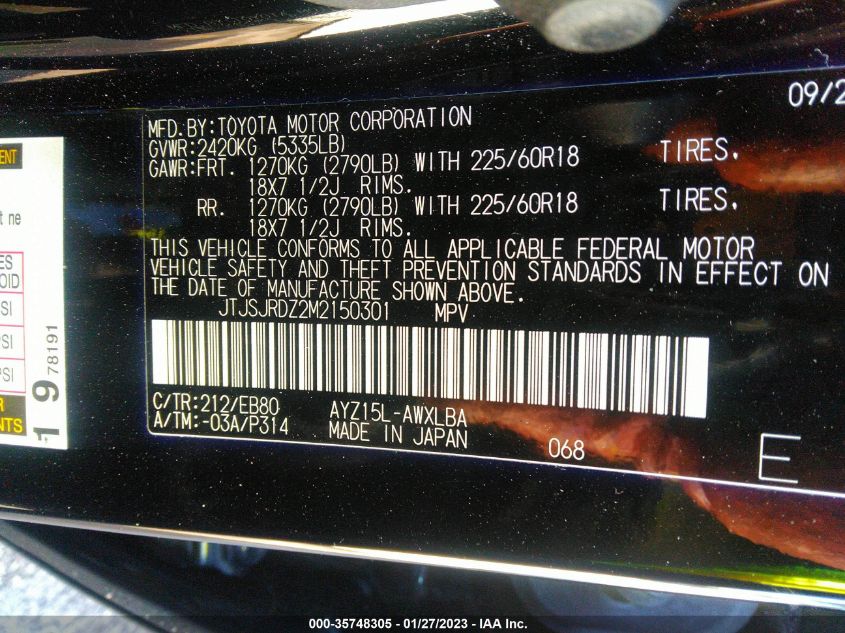 09/2
MFD.BY:TOYOTA MOTOR CORPORATION
GVWR:2420KG (5335LB)
GAWR:FRT. 1270KG (2790LB) WITH 225/60R18 TIRES,
18X7 1/2J RIMS.
RR. 1270KG (2790LB) WITH 225/60R18 TIRES,
18X7 1/2J RIMS.
THIS VEHICLE CONFORMS TO ALL APPLICABLE FEDERAL MOTOR
VEHICLE SAFETY AND THEFT PREVENTION STANDARDS IN EFFECT ON
THE DATE OF MANUFACTURE SHOWN ABOVE.
JTJSJRDZ2M2150301 MPV
C/TR:212/EB80 AYZ15L-AWXLBA
A/TM:-03A/P314 MADE IN JAPAN
068
E
1 9 78191
000-35748305 — 01/27/2023 — IAA Inc.